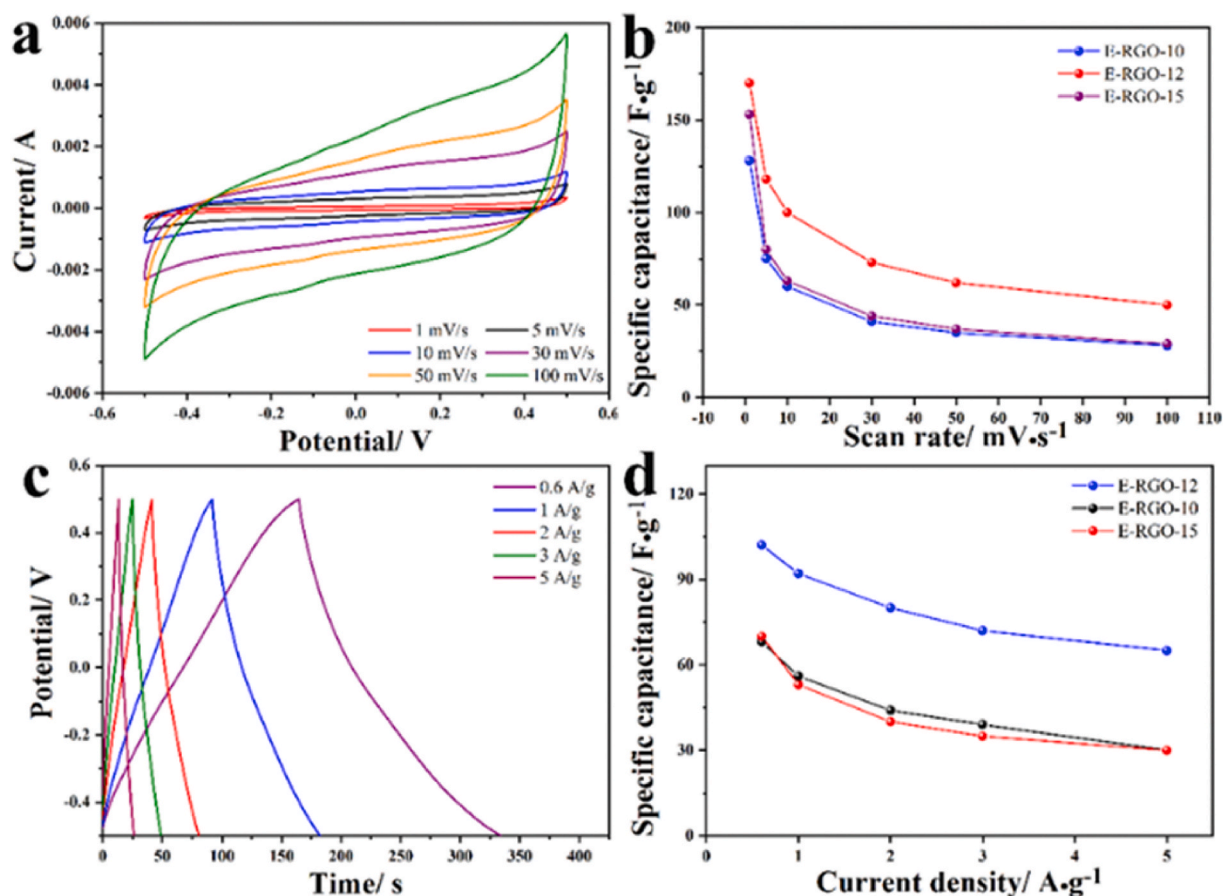 a
0.006
0.004
0.002
0.000
-0.002
-0.004
-0.006
Current/ A
1 mV/s 5 mV/s
10 mV/s 30 mV/s
50 mV/s 100 mV/s
-0.6 -0.4 -0.2 0.0 0.2 0.4 0.6
Potential/ V
b
200
150
100
50
0
Specific capacitance/ F•g⁻¹
E-RGO-10
E-RGO-12
E-RGO-15
-10 0 10 20 30 40 50 60 70 80 90 100 110
Scan rate/ mV•s⁻¹
c
0.6
0.4
0.2
0.0
-0.2
-0.4
Potential/ V
0.6 A/g
1 A/g
2 A/g
3 A/g
5 A/g
0 50 100 150 200 250 300 350 400
Time/ s
d
120
90
60
30
0
Specific capacitance/ F•g⁻¹
E-RGO-12
E-RGO-10
E-RGO-15
0 1 2 3 4 5
Current density/ A•g⁻¹